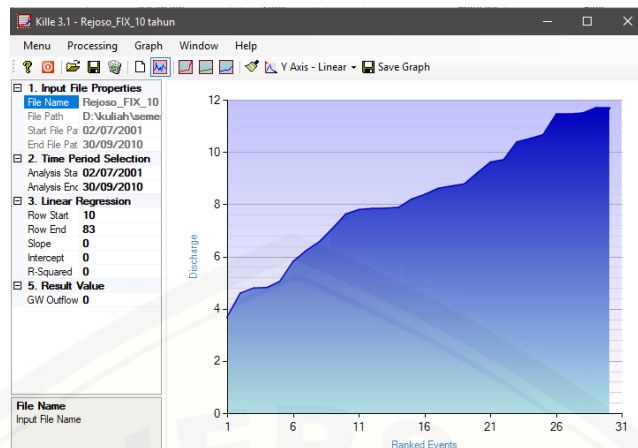 Kille 3.1 - Rejoso_FIX_10 tahun
Menu Processing Graph Window Help
Y Axis - Linear Save Graph
1. Input File Properties
File Name Rejoso_FIX_10
File Path D:\kuliah\seme
Start File Pa 02/07/2001
End File Pat 30/09/2010
2. Time Period Selection
Analysis Sta 02/07/2001
Analysis Enc 30/09/2010
3. Linear Regression
Row Start 10
Row End 83
Slope 0
Intercept 0
R-Squared 0
5. Result Value
GW Outflow 0
File Name
Input File Name
Discharge
12
10
8
6
4
2
0
1 6 11 16 21 26 31
Ranked Events